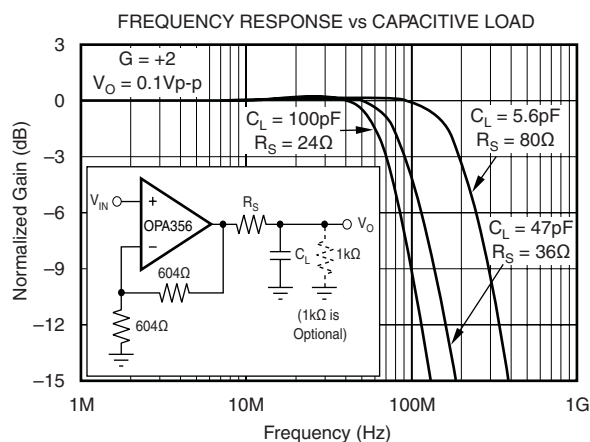 FREQUENCY RESPONSE vs CAPACITIVE LOAD
Normalized Gain (dB)
3
0
−3
−6
−9
−12
−15
G = +2
V_O = 0.1Vp-p
C_L = 100pF
R_S = 24Ω
C_L = 5.6pF
R_S = 80Ω
C_L = 47pF
R_S = 36Ω
V_IN
+
−
OPA356
R_S
V_O
C_L
1kΩ
604Ω
604Ω
(1kΩ is
Optional)
1M
10M
100M
1G
Frequency (Hz)